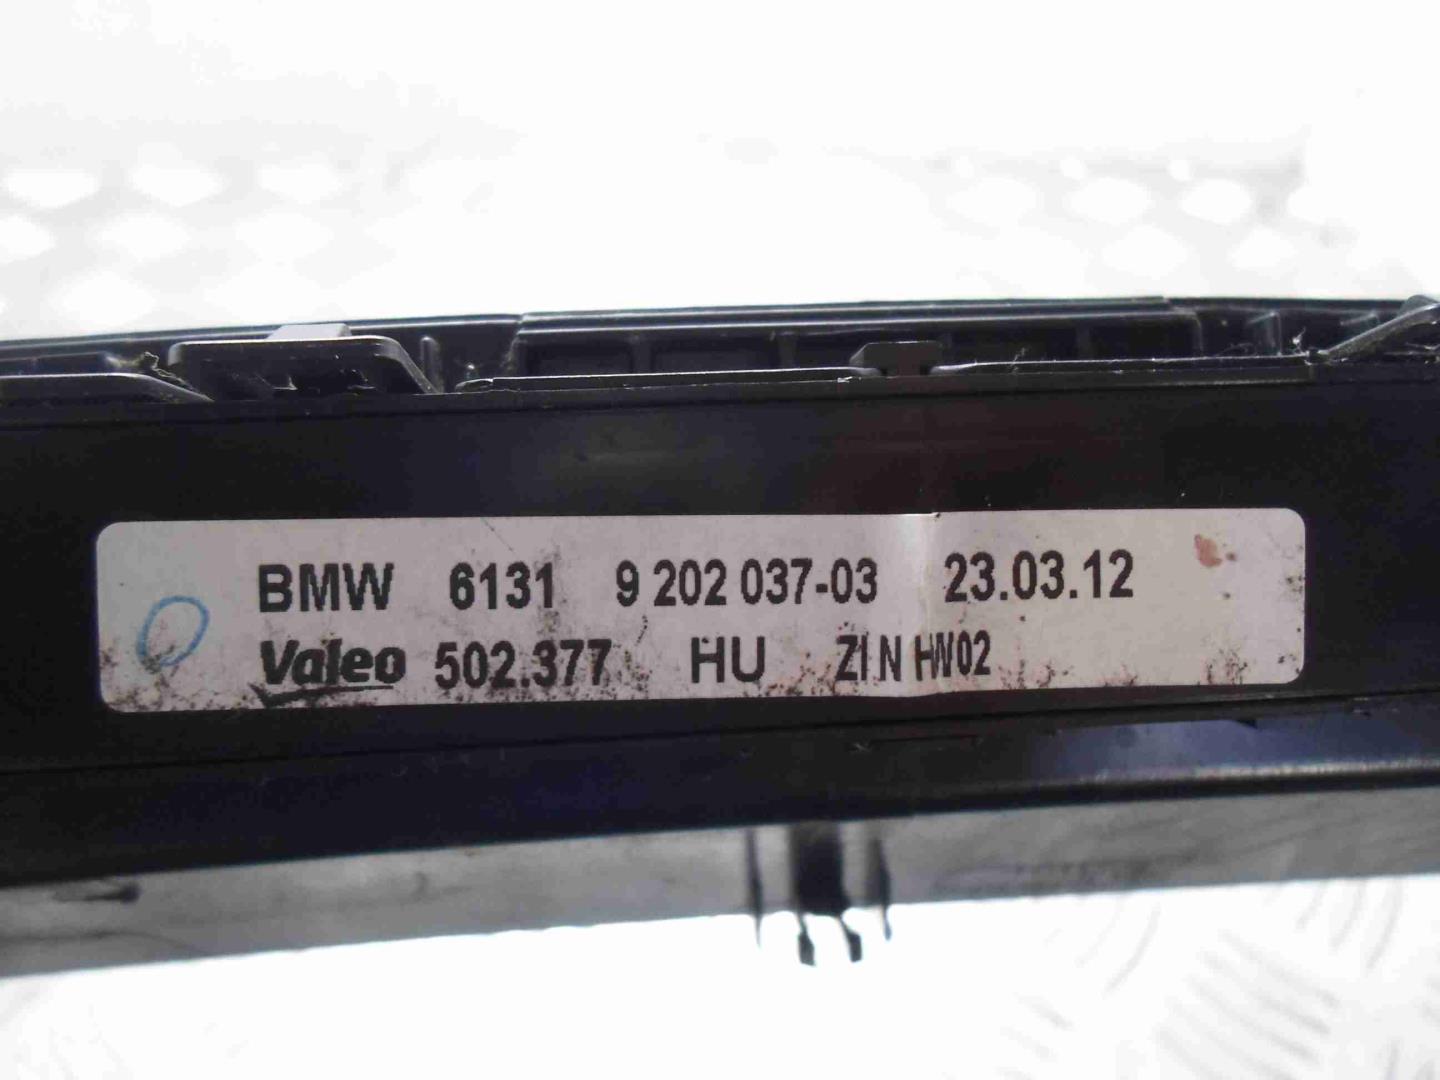 BMW 6131 9 202 037-03 23.03.12
Valeo 502.377 HU ZI N HW02